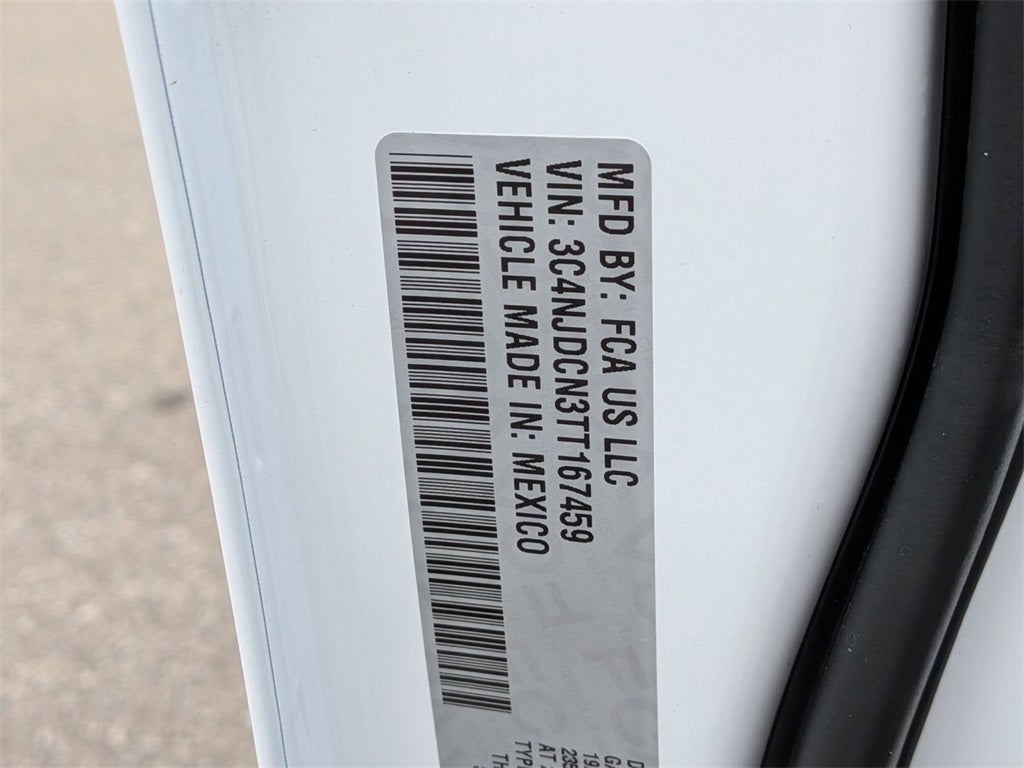 MFD BY: FCA US LLC
VIN: 3C4NJDCN3TT167459
VEHICLE MADE IN: MEXICO